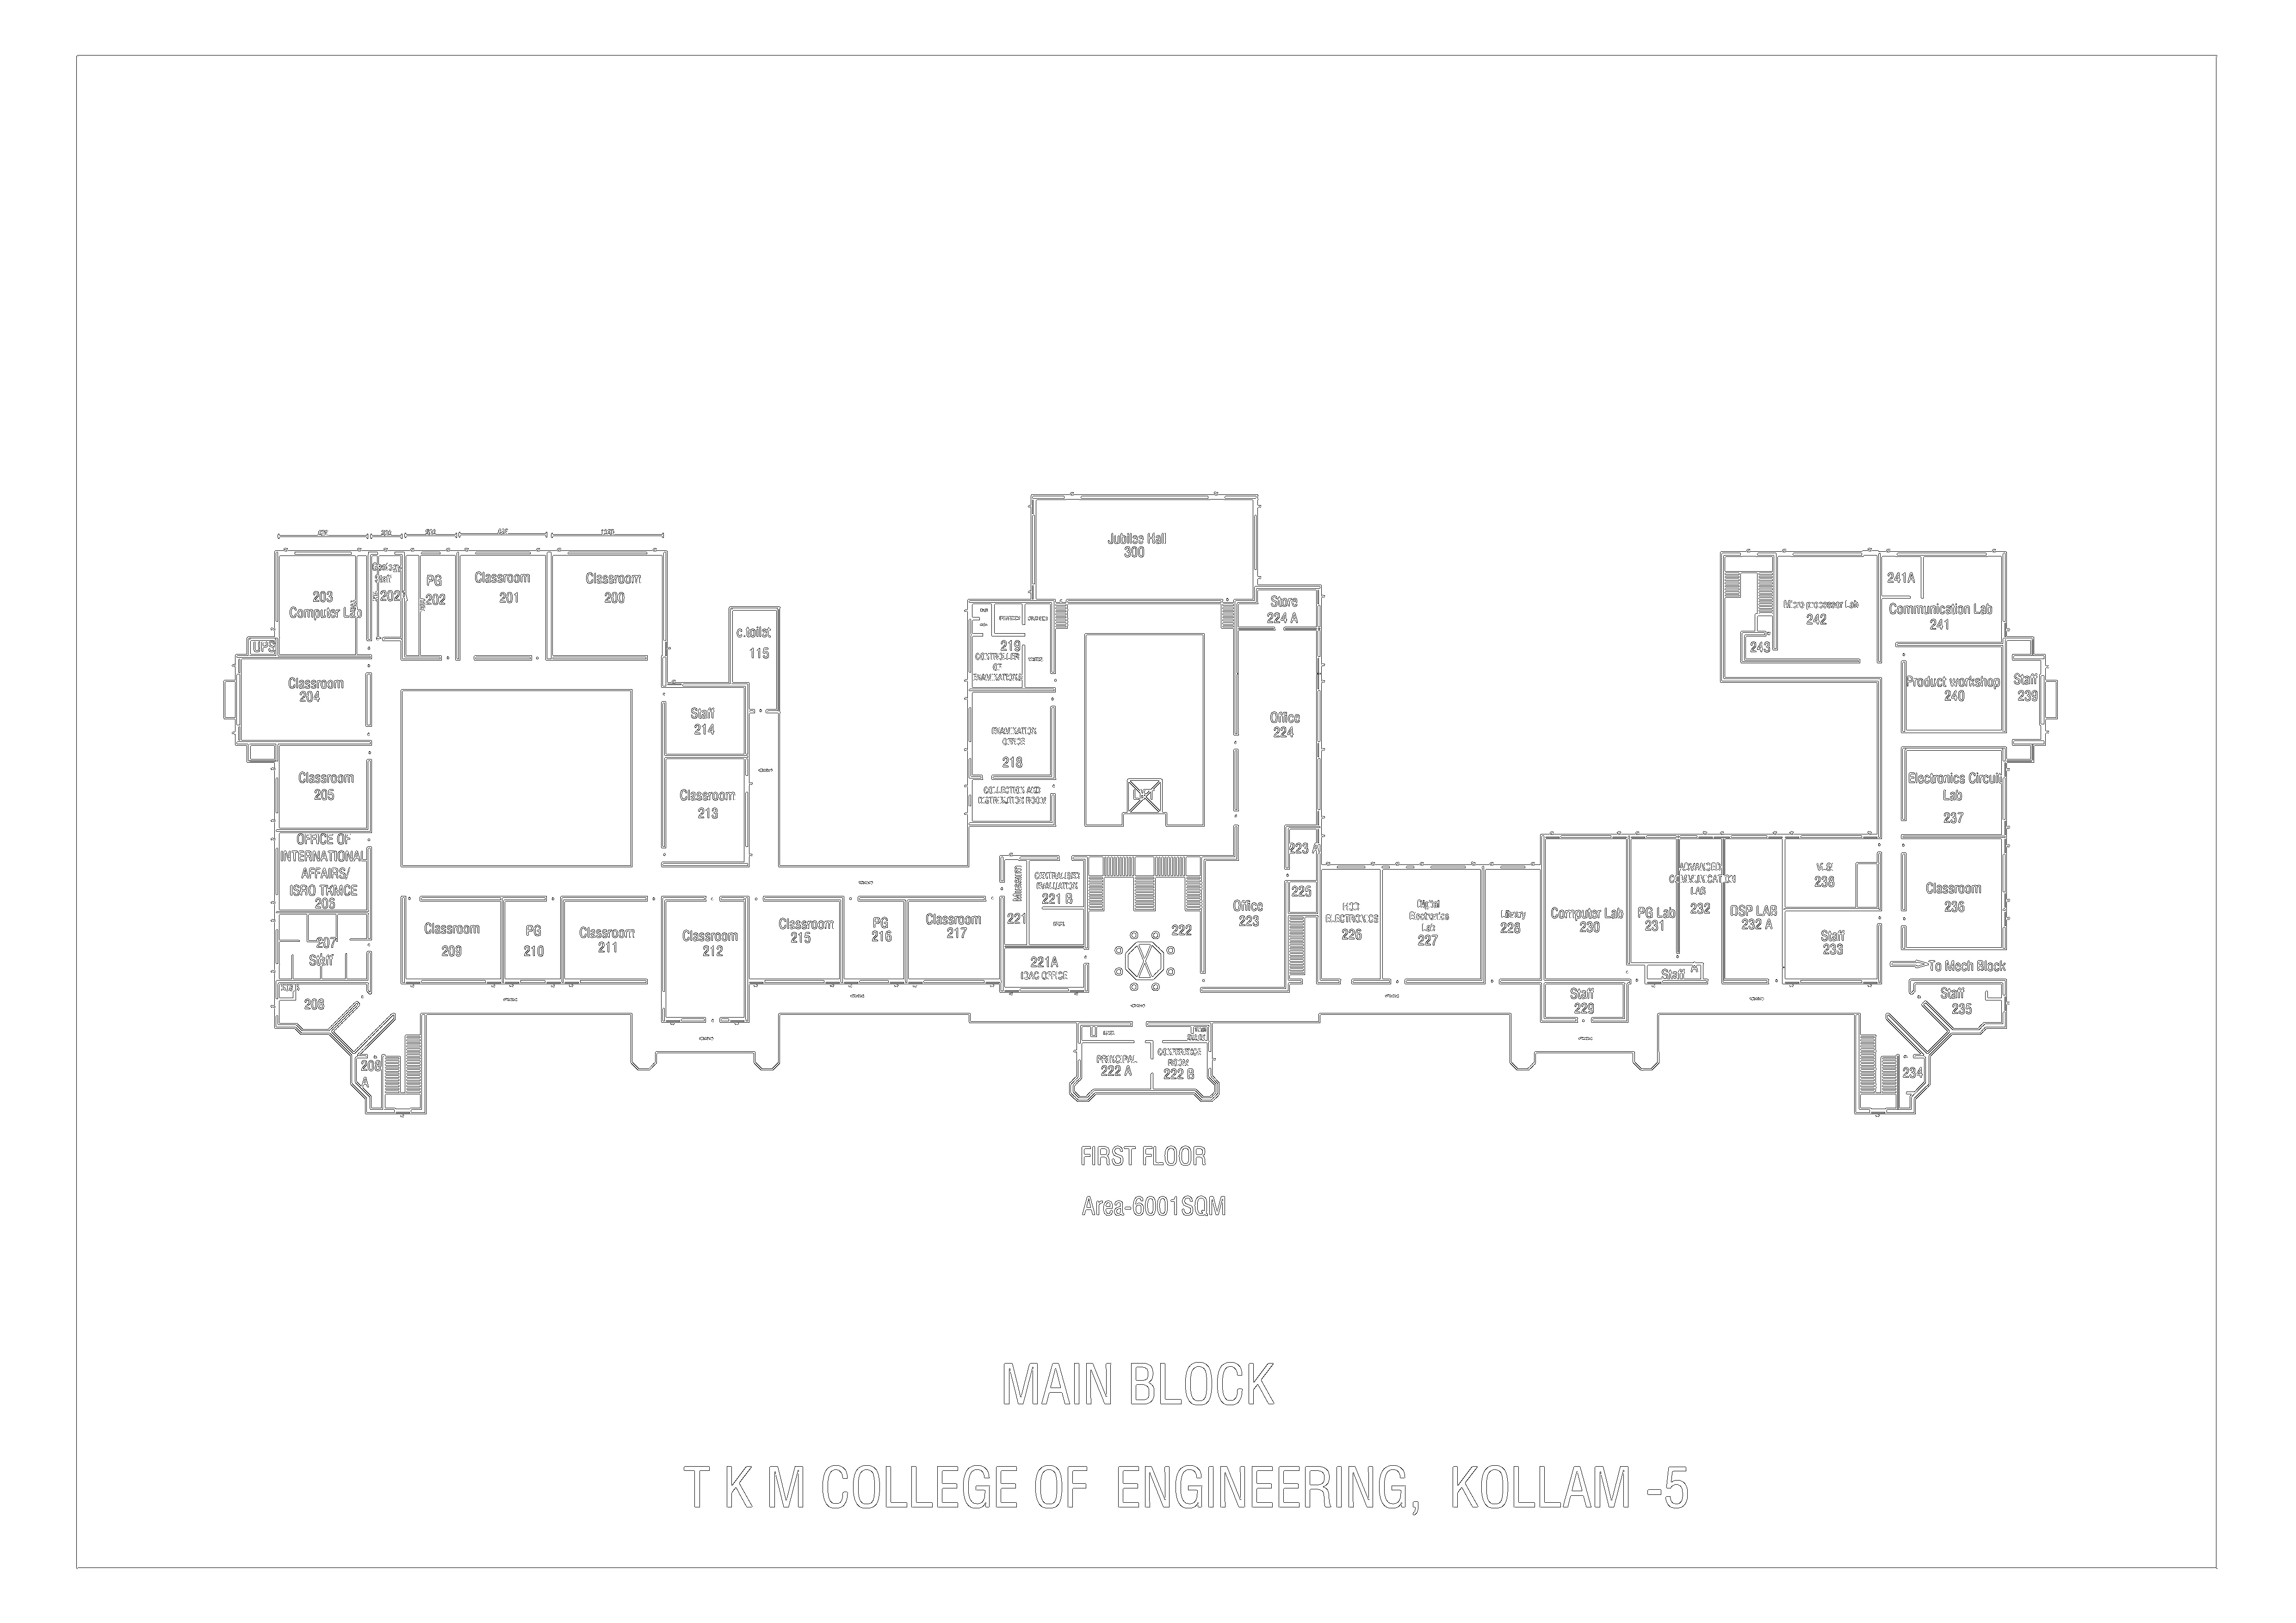 Jubilee Hall
300
203
Computer Lab
Staff
202
PG
202
Classroom
201
Classroom
200
UPS
Classroom
204
Classroom
205
OFFICE OF
INTERNATIONAL
AFFAIRS/
ISRO TKMCE
206
207
Staff
208
208
A
c.toilet
115
Staff
214
Classroom
213
Classroom
209
PG
210
Classroom
211
Classroom
212
Classroom
215
PG
216
Classroom
217
219
CONTROLLER
OF
EXAMINATIONS
EXAMINATION
OFFICE
218
COLLECTION AND
DISTRIBUTION ROOM
LIFT
Store
224 A
Office
224
223 A
225
Office
223
221
CENTRALISED
EVALUATION
221 B
221A
IQAC OFFICE
222
PRINCIPAL
222 A
CONFERENCE
ROOM
222 B
HOD
ELECTRONICS
226
Digital
Electronics
Lab
227
Library
228
Computer Lab
230
Staff
229
PG Lab
231
Staff
ADVANCED
COMMUNICATION
LAB
232
DSP LAB
232 A
238
Staff
233
243
Micro processor Lab
242
241A
Communication Lab
241
Product workshop
240
Staff
239
Electronics Circuit
Lab
237
Classroom
236
To Mech Block
Staff
235
234
FIRST FLOOR
Area-6001SQM
MAIN BLOCK
T K M COLLEGE OF ENGINEERING, KOLLAM -5